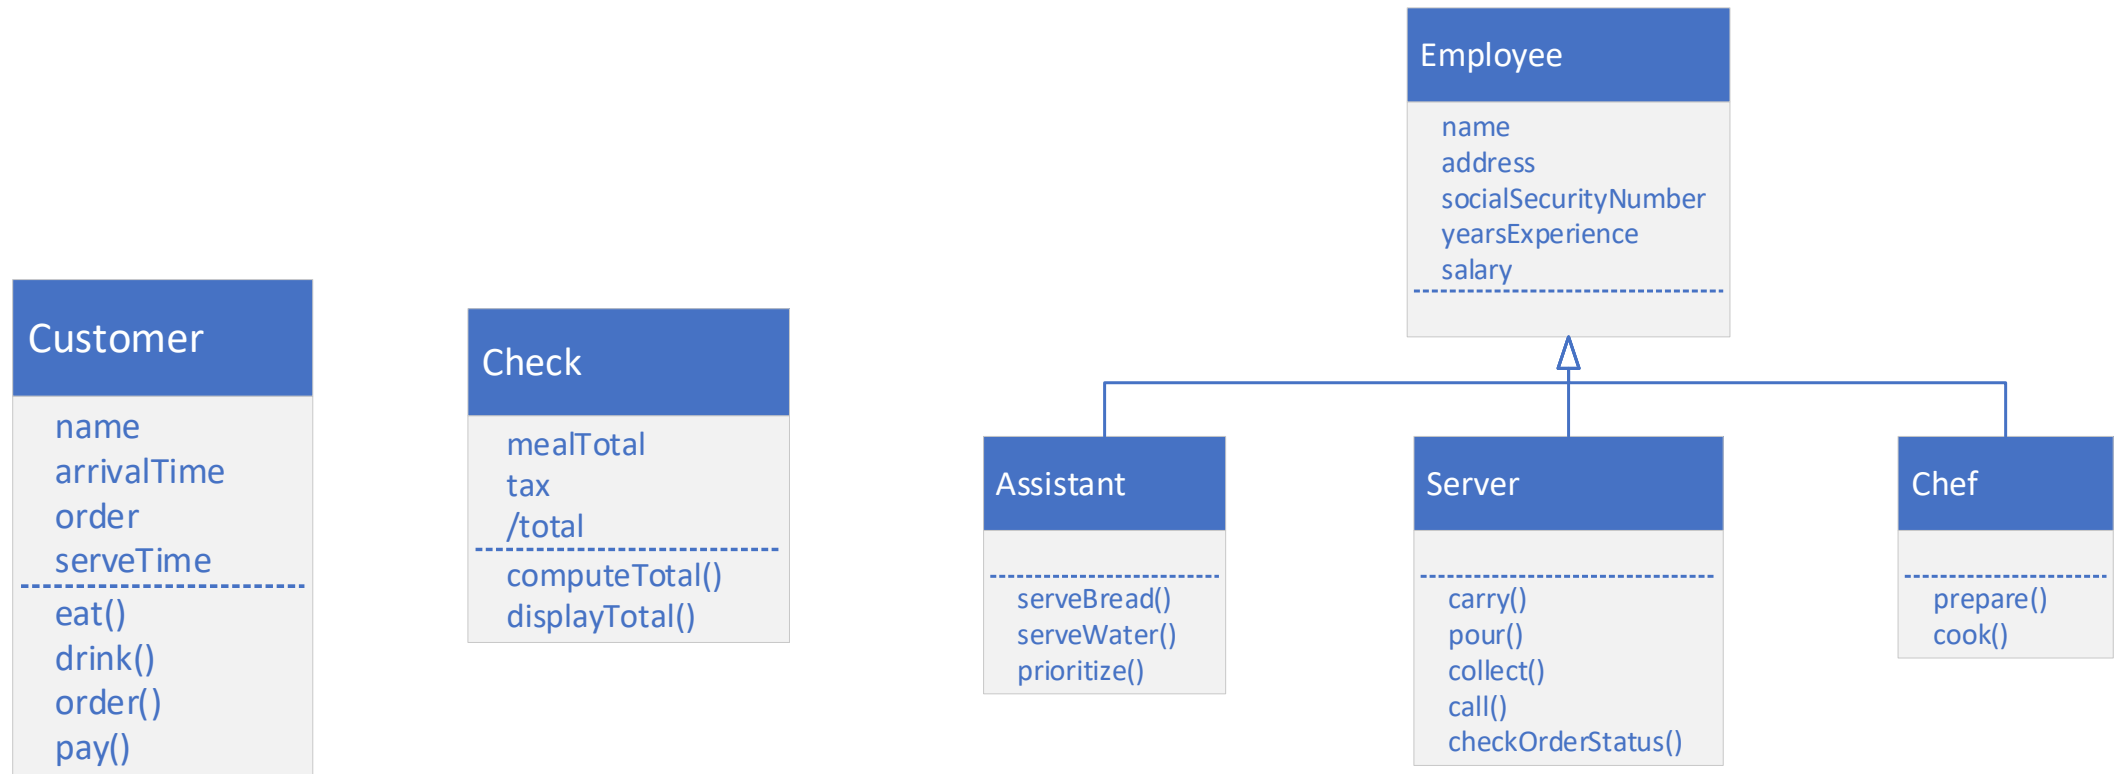 Employee
name
address
socialSecurityNumber
yearsExperience
salary
Customer
name
arrivalTime
order
serveTime
eat()
drink()
order()
pay()
Check
mealTotal
tax
/total
computeTotal()
displayTotal()
Assistant
serveBread()
serveWater()
prioritize()
Server
carry()
pour()
collect()
call()
checkOrderStatus()
Chef
prepare()
cook()